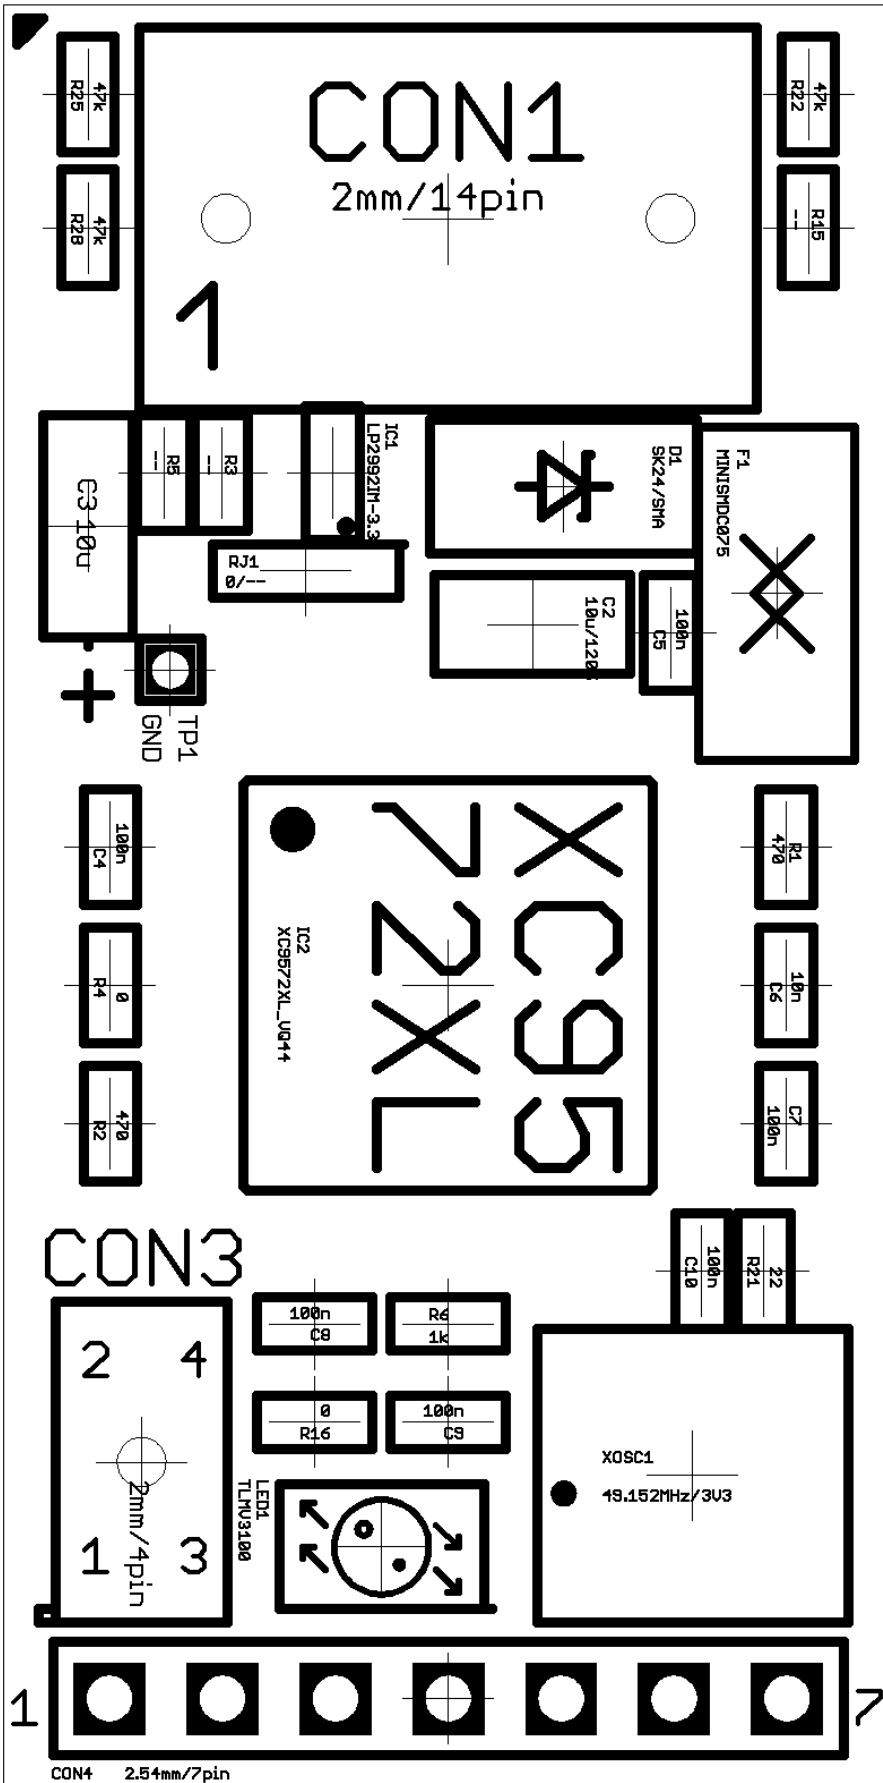 R25
47k
CON1
2mm/14pin
1
R22
47k
R28
47k
R15
--
C3 10u
R5
--
R3
--
IC1
LP2992IM-3.3
D1
SK24/SMA
F1
MINISMDC075
RJ1
0/--
C2
10u/120
100n
C5
+
-
TP1
GND
100n
C4
XC95
72XL
IC2
XC9572XL_VQ44
R1
470
R4
0
10n
C6
R2
470
C7
100n
CON3
2
4
1
3
2mm/4pin
100n
C8
R6
1k
100n
C10
22
R21
0
R16
100n
C9
LED1
TLMV3100
XOSC1
49.152MHz/3V3
1
7
CON4 2.54mm/7pin